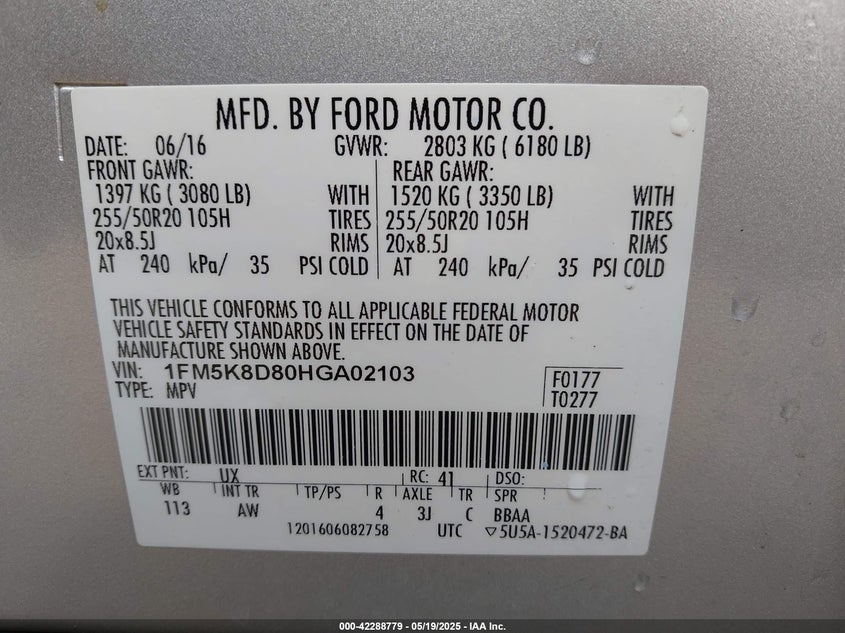 MFD. BY FORD MOTOR CO.
DATE: 06/16 GVWR: 2803 KG ( 6180 LB)
FRONT GAWR: REAR GAWR:
1397 KG ( 3080 LB) WITH 1520 KG ( 3350 LB) WITH
255/50R20 105H TIRES 255/50R20 105H TIRES
20x8.5J RIMS 20x8.5J RIMS
AT 240 kPa/ 35 PSI COLD AT 240 kPa/ 35 PSI COLD
THIS VEHICLE CONFORMS TO ALL APPLICABLE FEDERAL MOTOR
VEHICLE SAFETY STANDARDS IN EFFECT ON THE DATE OF
MANUFACTURE SHOWN ABOVE.
VIN: 1FM5K8D80HGA02103 F0177
TYPE: MPV T0277
EXT PNT: UX RC: 41 DSO:
WB INT TR TP/PS R AXLE TR SPR
113 AW 4 3J C BBAA
1201606082758 UTC ▽5U5A-1520472-BA
000-42288779 - 05/19/2025 - IAA Inc.